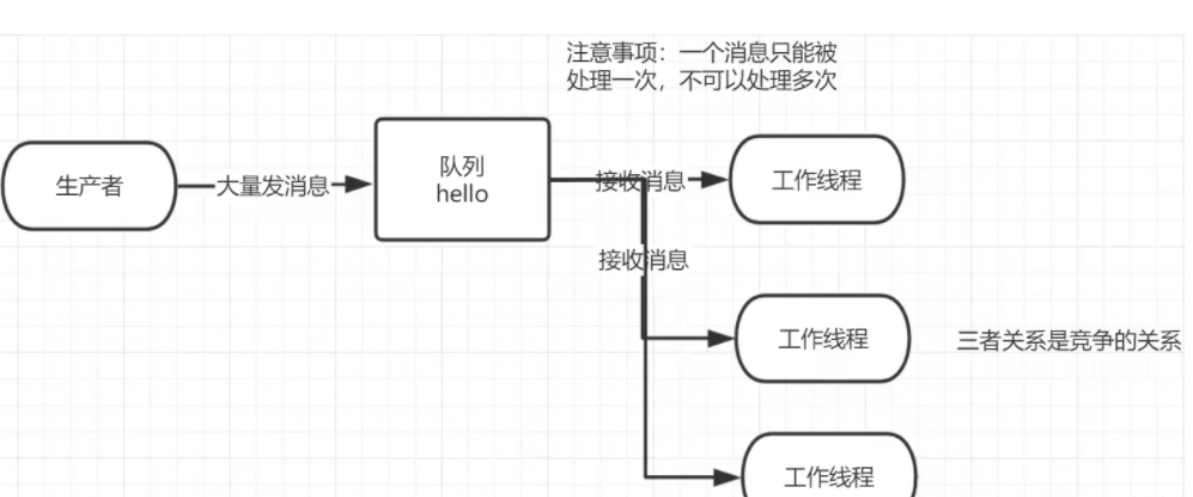 注意事项：一个消息只能被
处理一次，不可以处理多次
生产者
大量发消息
队列
hello
接收消息
工作线程
接收消息
工作线程
三者关系是竞争的关系
工作线程